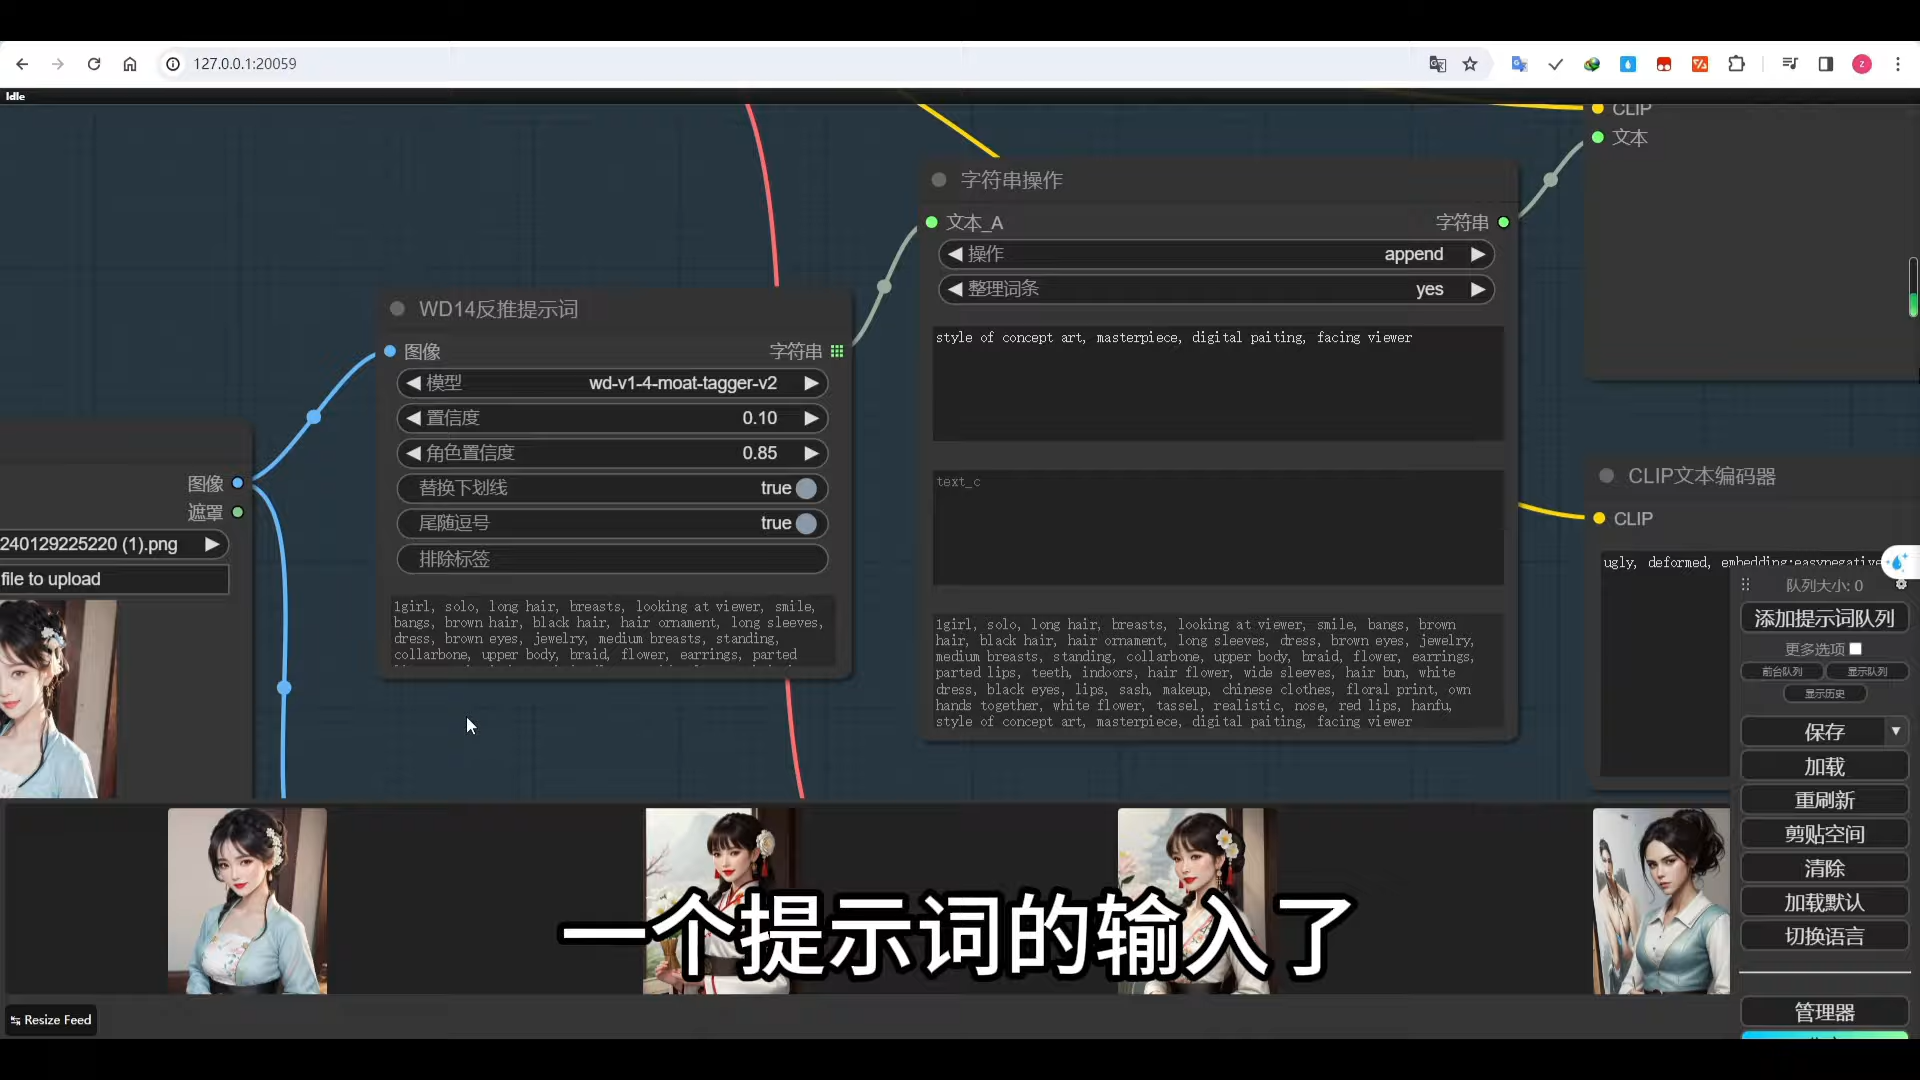 127.0.0.1:20059
Idle
CLIP
文本
字符串操作
文本_A
字符串
操作
append
整理词条
yes
style of concept art, masterpiece, digital paiting, facing viewer
text_c
1girl, solo, long hair, breasts, looking at viewer, smile, bangs, brown
hair, black hair, hair ornament, long sleeves, dress, brown eyes, jewelry,
medium breasts, standing, collarbone, upper body, braid, flower, earrings,
parted lips, teeth, indoors, hair flower, wide sleeves, hair bun, white
dress, black eyes, lips, sash, makeup, chinese clothes, floral print, own
hands together, white flower, tassel, realistic, nose, red lips, hanfu,
style of concept art, masterpiece, digital paiting, facing viewer
WD14反推提示词
图像
字符串
模型
wd-v1-4-moat-tagger-v2
置信度
0.10
角色置信度
0.85
替换下划线
true
尾随逗号
true
排除标签
1girl, solo, long hair, breasts, looking at viewer, smile,
bangs, brown hair, black hair, hair ornament, long sleeves,
dress, brown eyes, jewelry, medium breasts, standing,
collarbone, upper body, braid, flower, earrings, parted
图像
遮罩
240129225220 (1).png
file to upload
CLIP文本编码器
CLIP
ugly, deformed, embedding:easynegative
队列大小: 0
添加提示词队列
更多选项
前台队列
显示队列
显示历史
保存
加载
重刷新
剪贴空间
清除
加载默认
切换语言
管理器
一个提示词的输入了
Resize Feed